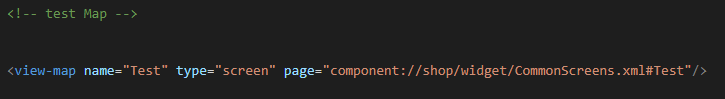 <!-- test Map -->
<view-map name="Test" type="screen" page="component://shop/widget/CommonScreens.xml#Test"/>